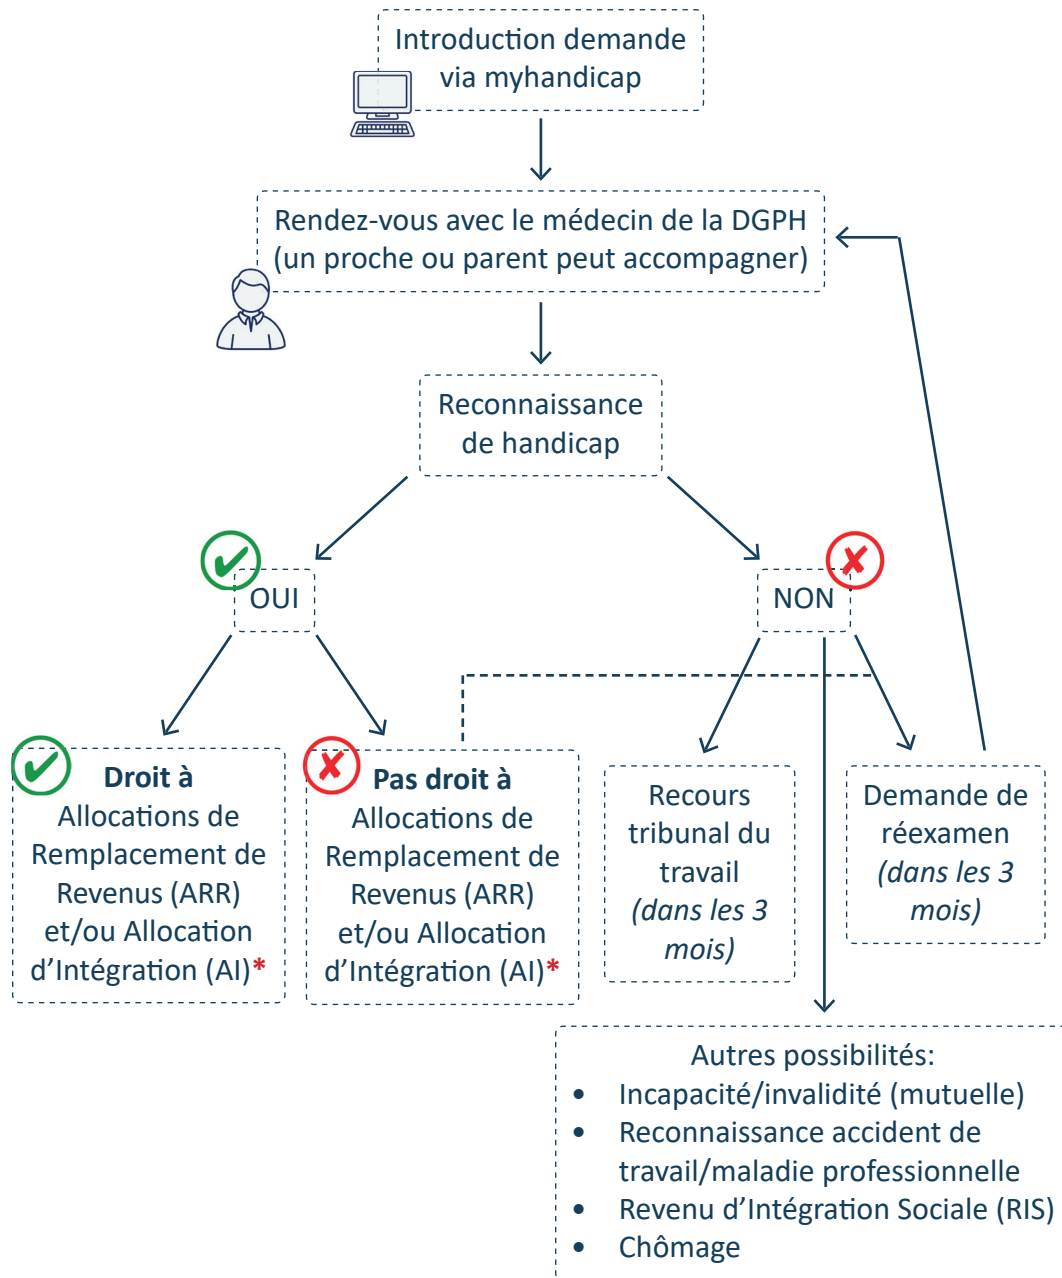 Introduction demande
via myhandicap
Rendez-vous avec le médecin de la DGPH
(un proche ou parent peut accompagner)
Reconnaissance
de handicap
OUI
NON
Droit à
Allocations de
Remplacement de
Revenus (ARR)
et/ou Allocation
d’Intégration (AI)*
Pas droit à
Allocations de
Remplacement de
Revenus (ARR)
et/ou Allocation
d’Intégration (AI)*
Recours
tribunal du
travail
(dans les 3
mois)
Demande de
réexamen
(dans les 3
mois)
Autres possibilités:
• Incapacité/invalidité (mutuelle)
• Reconnaissance accident de
travail/maladie professionnelle
• Revenu d’Intégration Sociale (RIS)
• Chômage